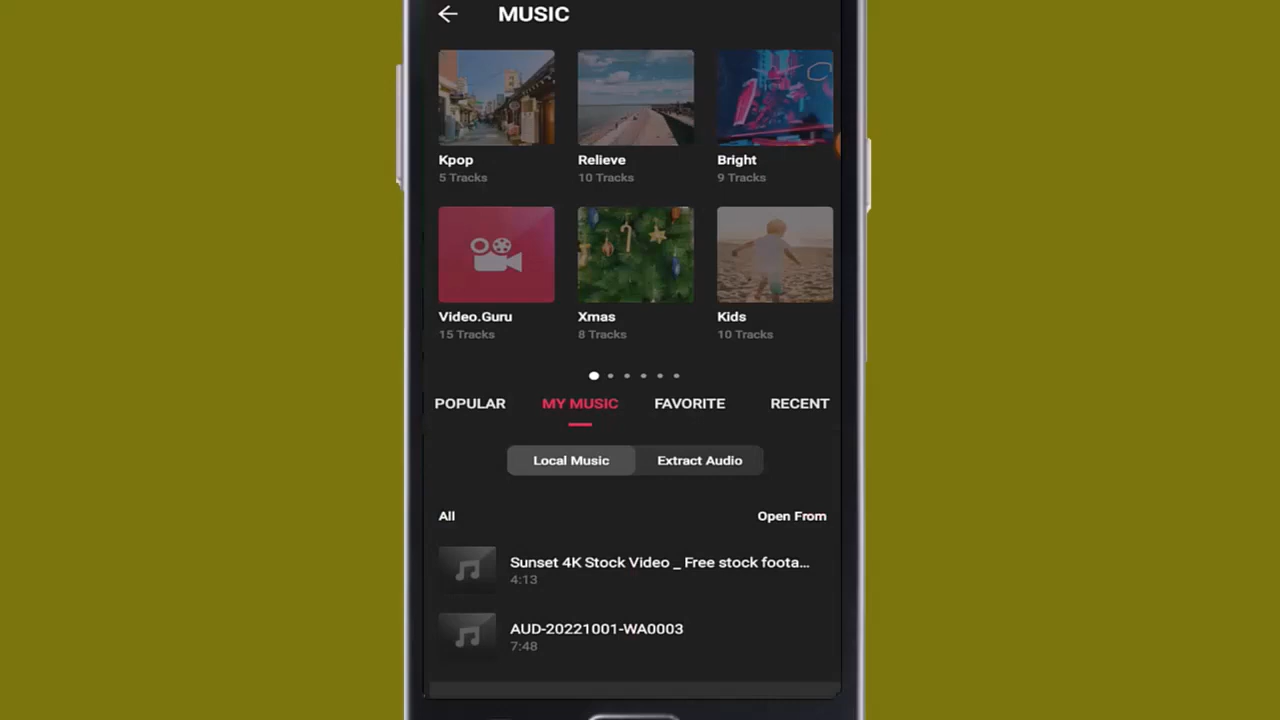 MUSIC
Kpop
5 Tracks
Relieve
10 Tracks
Bright
9 Tracks
Video.Guru
15 Tracks
Xmas
8 Tracks
Kids
10 Tracks
POPULAR MY MUSIC FAVORITE RECENT
Local Music Extract Audio
All Open From
Sunset 4K Stock Video _ Free stock foota...
4:13
AUD-20221001-WA0003
7:48